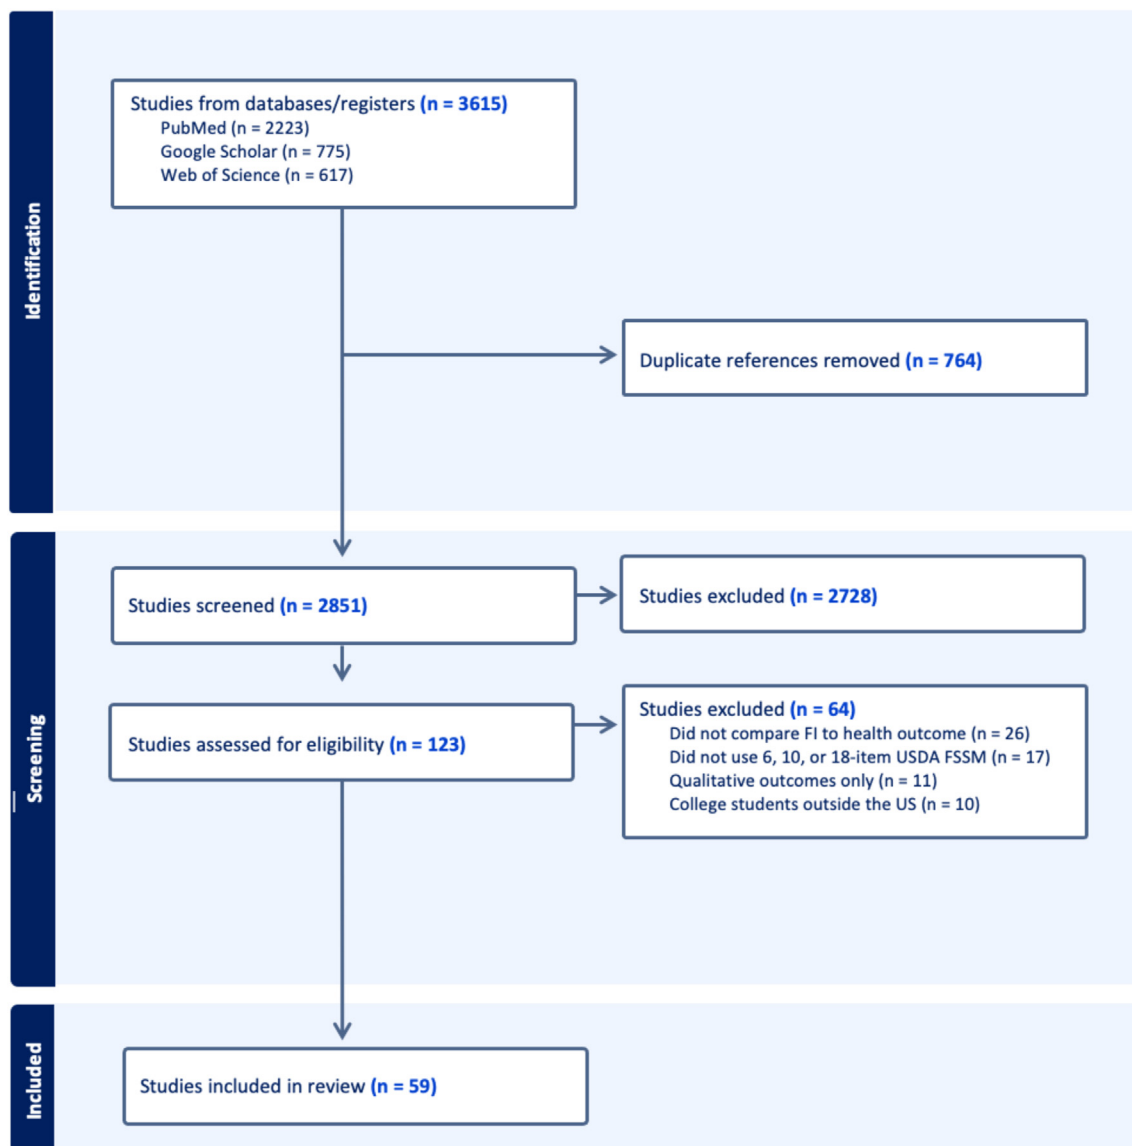 Identification
Studies from databases/registers (n = 3615)
PubMed (n = 2223)
Google Scholar (n = 775)
Web of Science (n = 617)
Duplicate references removed (n = 764)
Screening
Studies screened (n = 2851)
Studies excluded (n = 2728)
Studies assessed for eligibility (n = 123)
Studies excluded (n = 64)
Did not compare FI to health outcome (n = 26)
Did not use 6, 10, or 18-item USDA FSSM (n = 17)
Qualitative outcomes only (n = 11)
College students outside the US (n = 10)
Included
Studies included in review (n = 59)